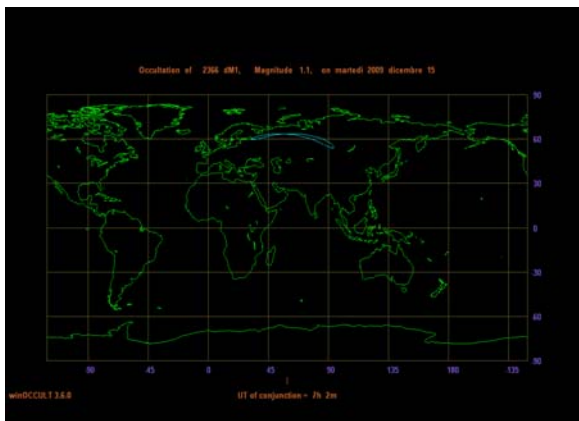 Occultation of 2366 dM1, Magnitude 1.1, on martedì 2009 dicembre 15
90
60
30
0
-30
-60
-90
-90 -45 0 45 90 135 180 -135
winOCCULT 3.6.0 UT of conjunction = 7h 2m